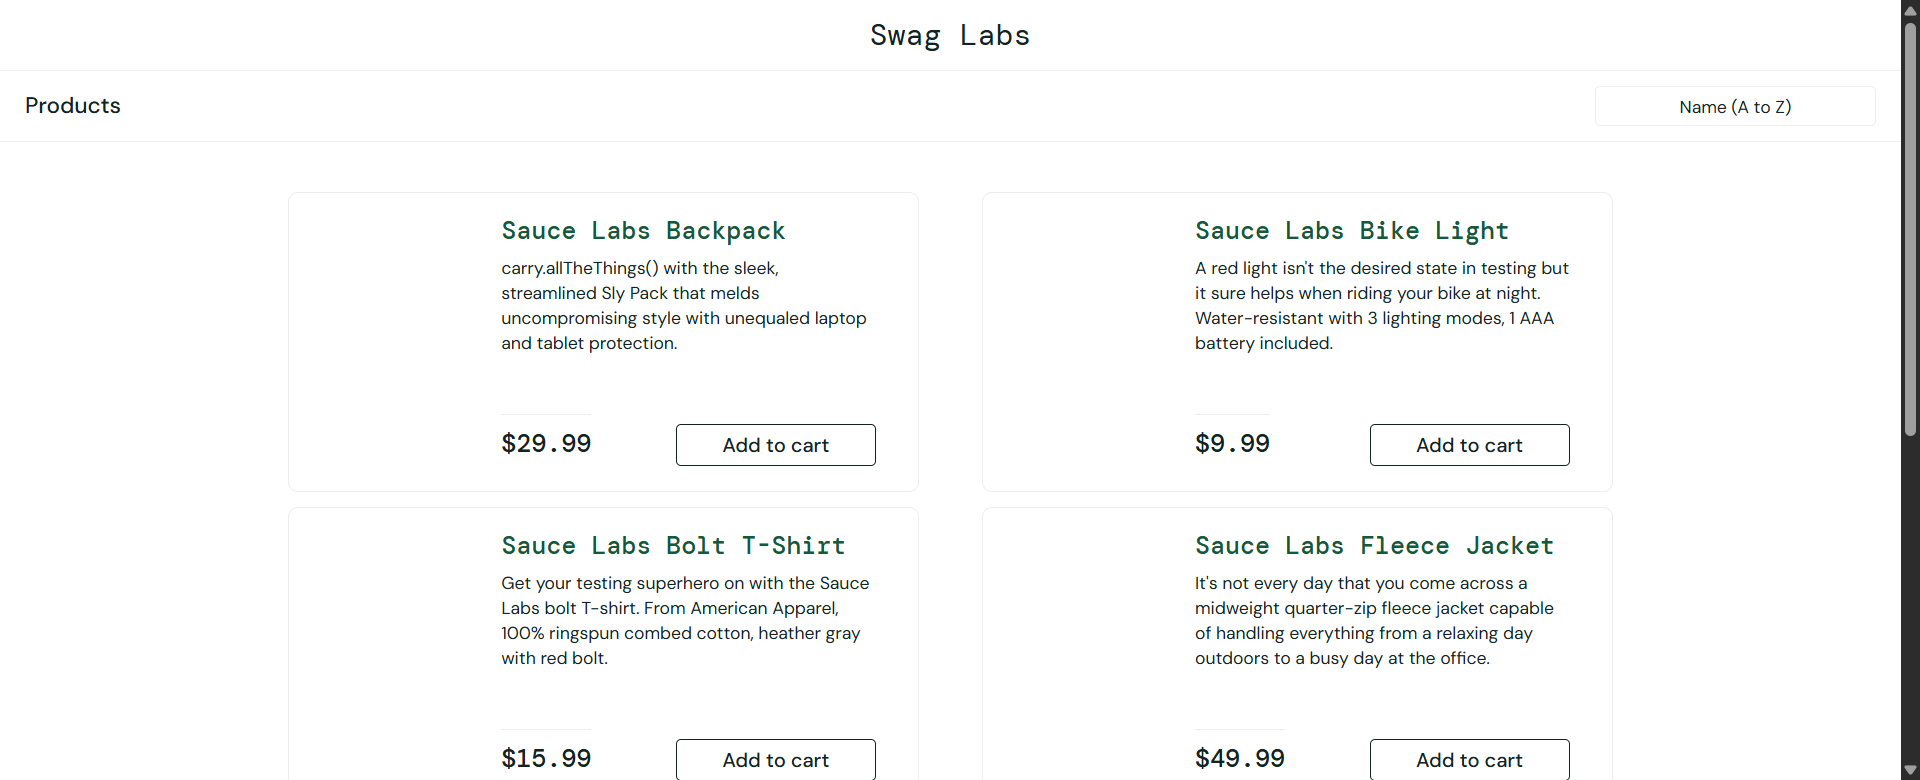 Swag Labs
Products
Name (A to Z)
Sauce Labs Backpack
carry.allTheThings() with the sleek,
streamlined Sly Pack that melds
uncompromising style with unequaled laptop
and tablet protection.
$29.99
Add to cart
Sauce Labs Bike Light
A red light isn't the desired state in testing but
it sure helps when riding your bike at night.
Water-resistant with 3 lighting modes, 1 AAA
battery included.
$9.99
Add to cart
Sauce Labs Bolt T-Shirt
Get your testing superhero on with the Sauce
Labs bolt T-shirt. From American Apparel,
100% ringspun combed cotton, heather gray
with red bolt.
$15.99
Add to cart
Sauce Labs Fleece Jacket
It's not every day that you come across a
midweight quarter-zip fleece jacket capable
of handling everything from a relaxing day
outdoors to a busy day at the office.
$49.99
Add to cart